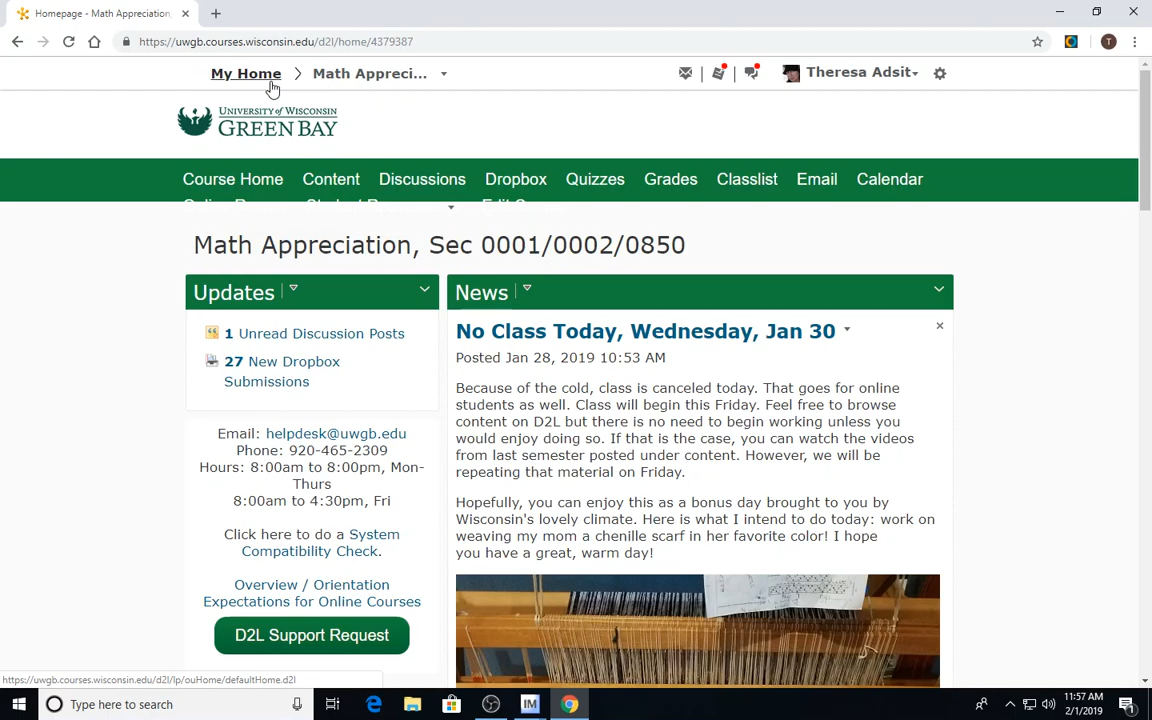 Homepage - Math Appreciation,
https://uwgb.courses.wisconsin.edu/d2l/home/4379387
My Home > Math Appreci...
Theresa Adsit
T
UNIVERSITY of WISCONSIN
GREEN BAY
Course Home Content Discussions Dropbox Quizzes Grades Classlist Email Calendar
Math Appreciation, Sec 0001/0002/0850
Updates
1 Unread Discussion Posts
27 New Dropbox
Submissions
Email: helpdesk@uwgb.edu
Phone: 920-465-2309
Hours: 8:00am to 8:00pm, Mon-
Thurs
8:00am to 4:30pm, Fri
Click here to do a System
Compatibility Check.
Overview / Orientation
Expectations for Online Courses
D2L Support Request
News
No Class Today, Wednesday, Jan 30
Posted Jan 28, 2019 10:53 AM
Because of the cold, class is canceled today. That goes for online
students as well. Class will begin this Friday. Feel free to browse
content on D2L but there is no need to begin working unless you
would enjoy doing so. If that is the case, you can watch the videos
from last semester posted under content. However, we will be
repeating that material on Friday.
Hopefully, you can enjoy this as a bonus day brought to you by
Wisconsin's lovely climate. Here is what I intend to do today: work on
weaving my mom a chenille scarf in her favorite color! I hope
you have a great, warm day!
https://uwgb.courses.wisconsin.edu/d2l/lp/ouHome/defaultHome.d2l
Type here to search
IM
11:57 AM
2/1/2019
1